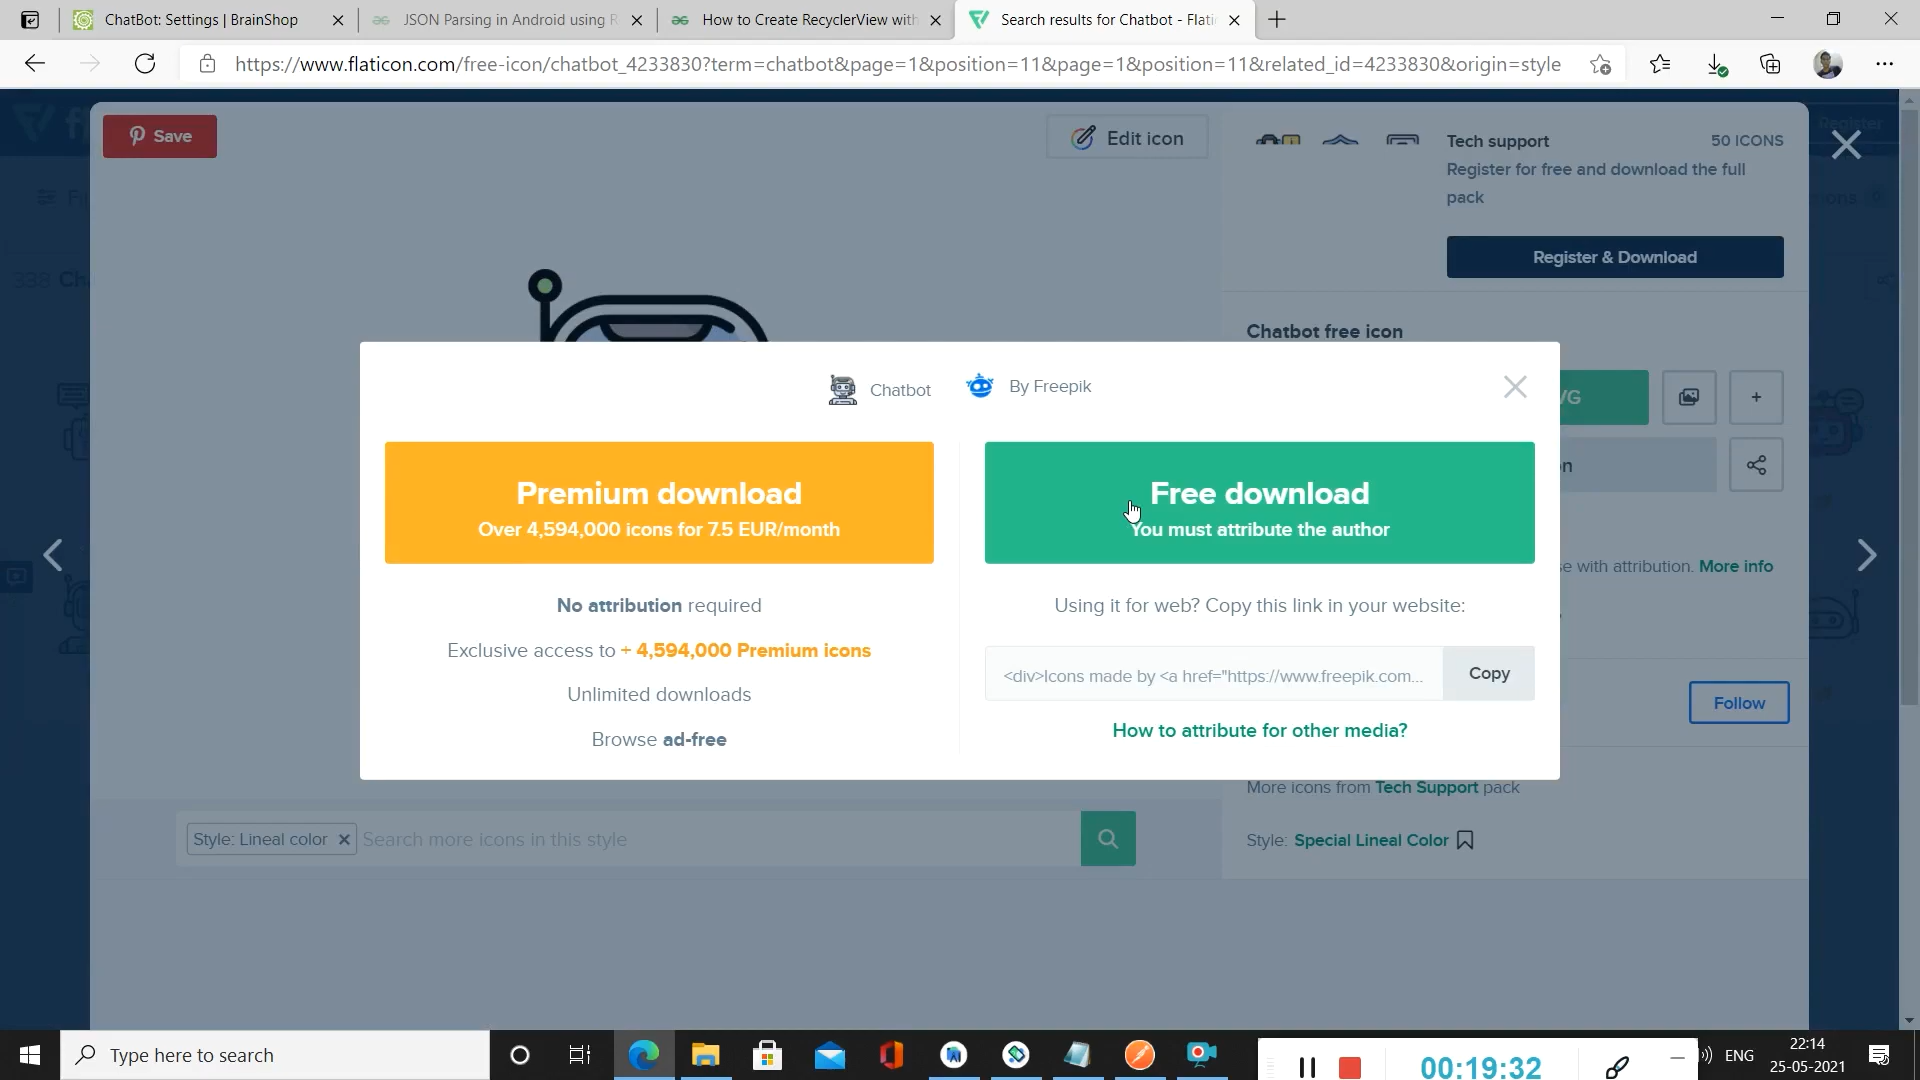 ChatBot: Settings | BrainShop
JSON Parsing in Android using R
How to Create RecyclerView with
Search results for Chatbot - Flatic
https://www.flaticon.com/free-icon/chatbot_4233830?term=chatbot&page=1&position=11&page=1&position=11&related_id=4233830&origin=style
Save
Edit icon
Tech support
50 ICONS
Register for free and download the full
pack
Register
Register & Download
338 Ch
Chatbot free icon
VG
Chatbot
By Freepik
Premium download
Over 4,594,000 icons for 7.5 EUR/month
Free download
You must attribute the author
No attribution required
Exclusive access to + 4,594,000 Premium icons
Unlimited downloads
Browse ad-free
Using it for web? Copy this link in your website:
<div>Icons made by <a href="https://www.freepik.com...
Copy
How to attribute for other media?
with attribution. More info
Follow
More icons from Tech Support pack
Style: Special Lineal Color
Style: Lineal color
Search more icons in this style
Type here to search
00:19:32
ENG
22:14
25-05-2021